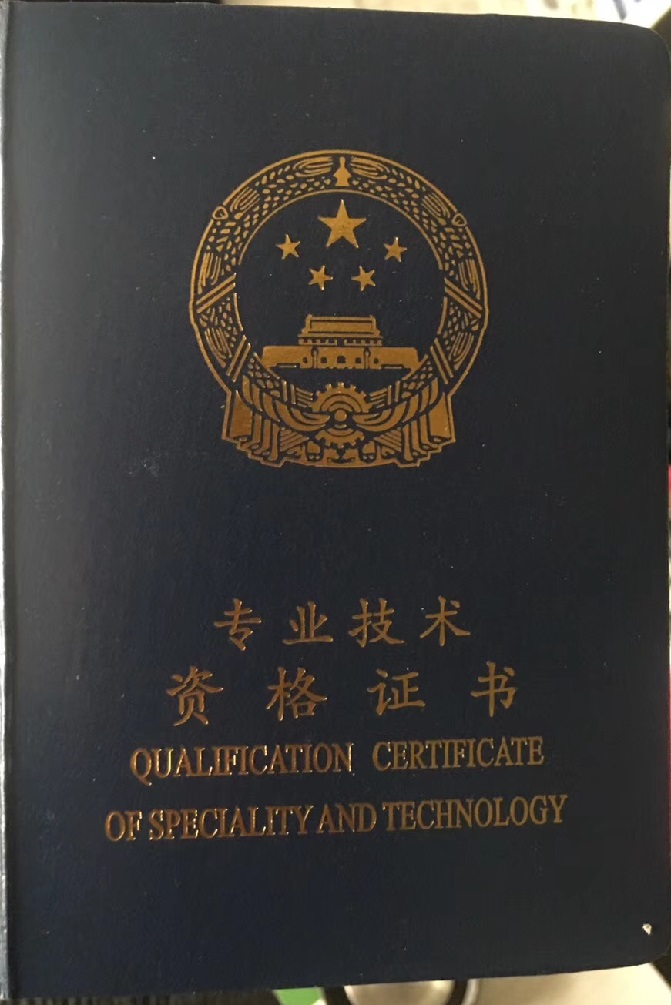 专业技术
资格证书
QUALIFICATION CERTIFICATE
OF SPECIALITY AND TECHNOLOGY